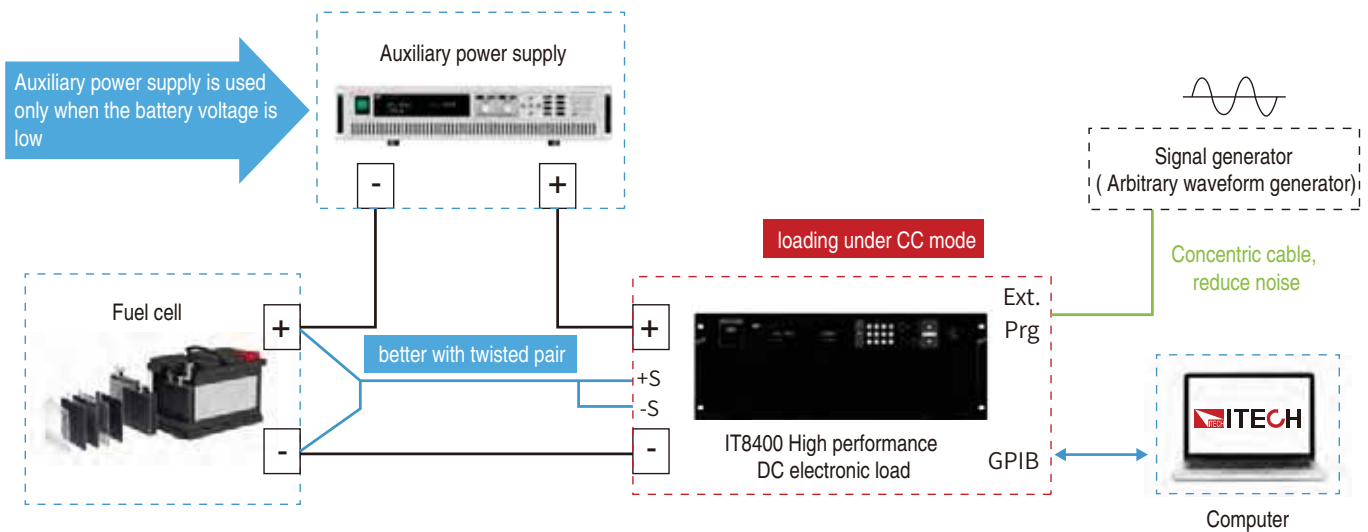 Auxiliary power supply is used
only when the battery voltage is
low
Auxiliary power supply
-
+
Signal generator
( Arbitrary waveform generator)
Concentric cable,
reduce noise
loading under CC mode
Fuel cell
+
-
better with twisted pair
+
+S
-S
-
Ext.
Prg
GPIB
IT8400 High performance
DC electronic load
ITECH
Computer